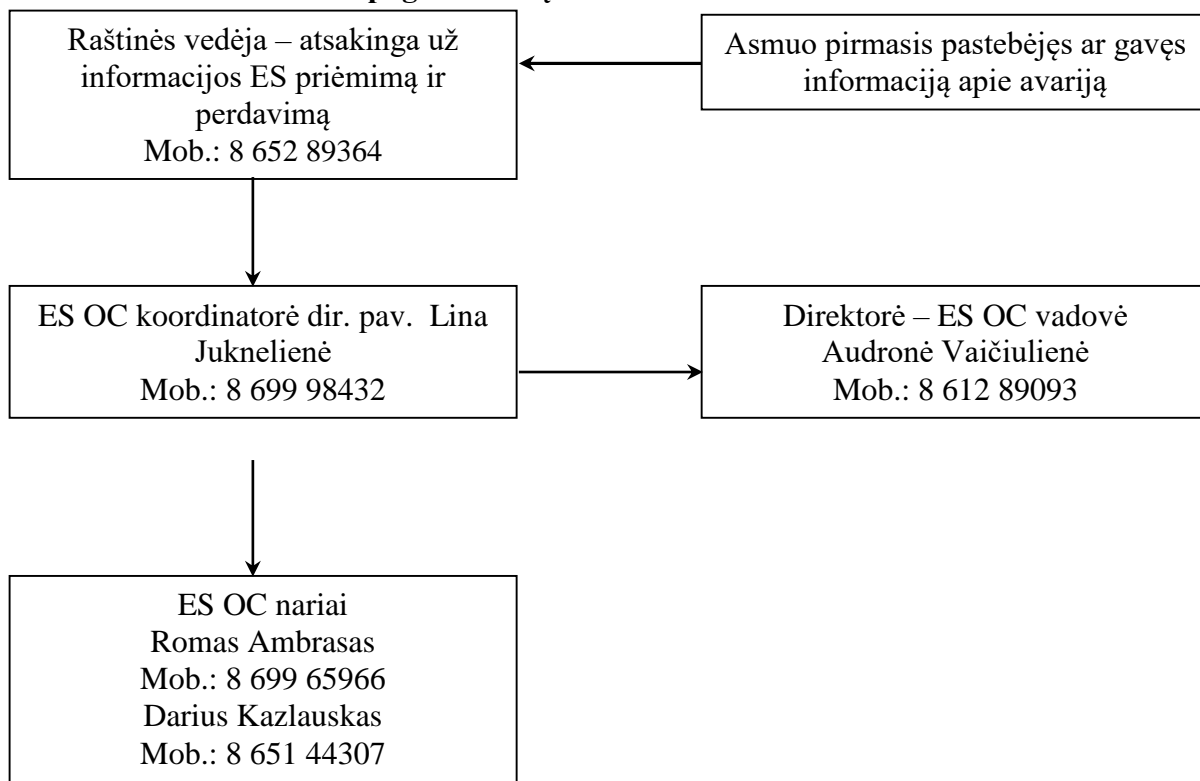 Raštinės vedėja – atsakinga už
informacijos ES priėmimą ir
perdavimą
Mob.: 8 652 89364
Asmuo pirmasis pastebėjęs ar gavęs
informaciją apie avariją
ES OC koordinatorė dir. pav. Lina
Juknelienė
Mob.: 8 699 98432
Direktorė – ES OC vadovė
Audronė Vaičiulienė
Mob.: 8 612 89093
ES OC nariai
Romas Ambrasas
Mob.: 8 699 65966
Darius Kazlauskas
Mob.: 8 651 44307